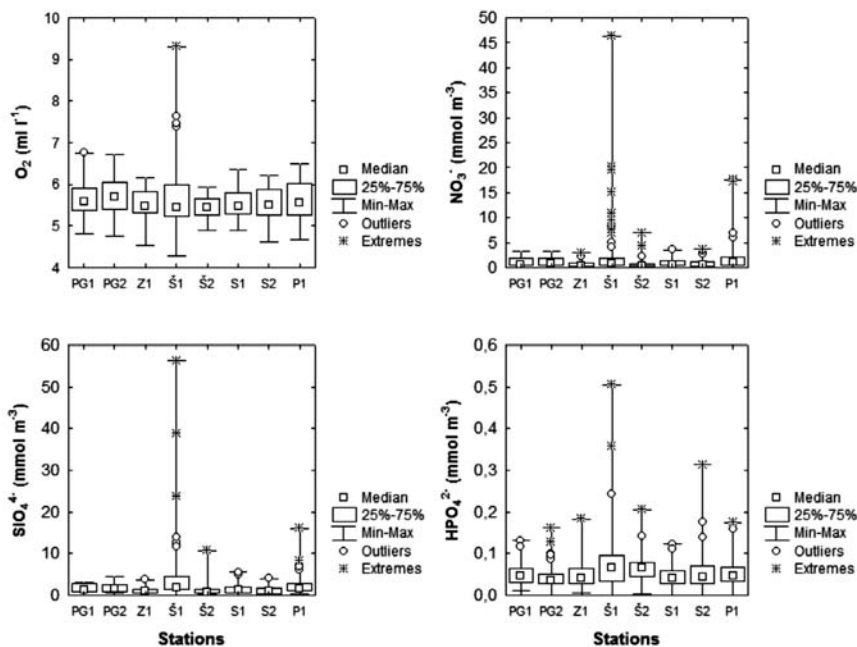 10
9
8
7
6
5
4
O₂ (ml l⁻¹)
PG1 PG2 Z1 Š1 Š2 S1 S2 P1
Median
25%-75%
Min-Max
Outliers
Extremes
50
45
40
35
30
25
20
15
10
5
0
NO₃⁻ (mmol m⁻³)
PG1 PG2 Z1 Š1 Š2 S1 S2 P1
Median
25%-75%
Min-Max
Outliers
Extremes
60
50
40
30
20
10
0
SIO₄⁴⁻ (mmol m⁻³)
PG1 PG2 Z1 Š1 Š2 S1 S2 P1
Stations
Median
25%-75%
Min-Max
Outliers
Extremes
0,6
0,5
0,4
0,3
0,2
0,1
0,0
HPO₄²⁻ (mmol m⁻³)
PG1 PG2 Z1 Š1 Š2 S1 S2 P1
Stations
Median
25%-75%
Min-Max
Outliers
Extremes